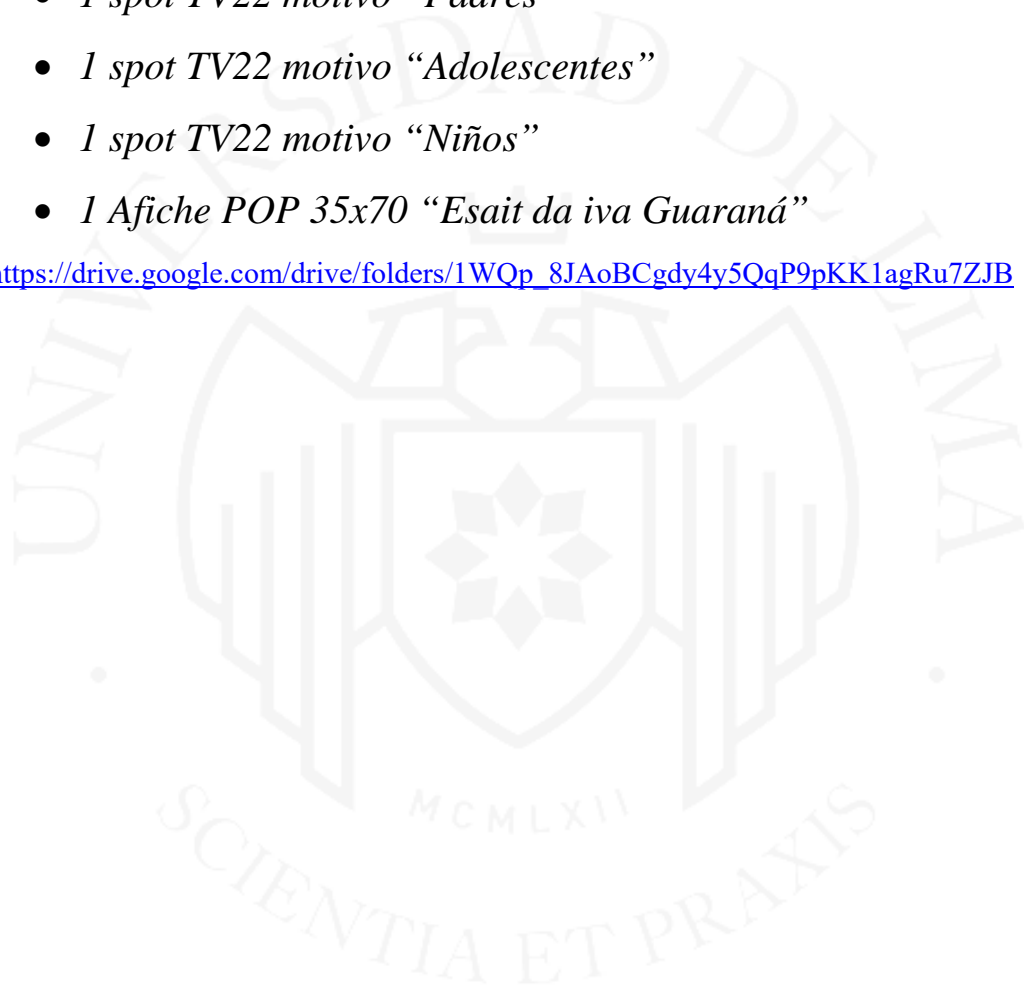 • 1 spot TV22 motivo “Padres”
• 1 spot TV22 motivo “Adolescentes”
• 1 spot TV22 motivo “Niños”
• 1 Afiche POP 35x70 “Esait da iva Guaraná”
https://drive.google.com/drive/folders/1WQp_8JAoBCgdy4y5QqP9pKK1agRu7ZJB
UNIVERSIDAD DE LIMA
MCMLXII
SCIENTIA ET PRAXIS